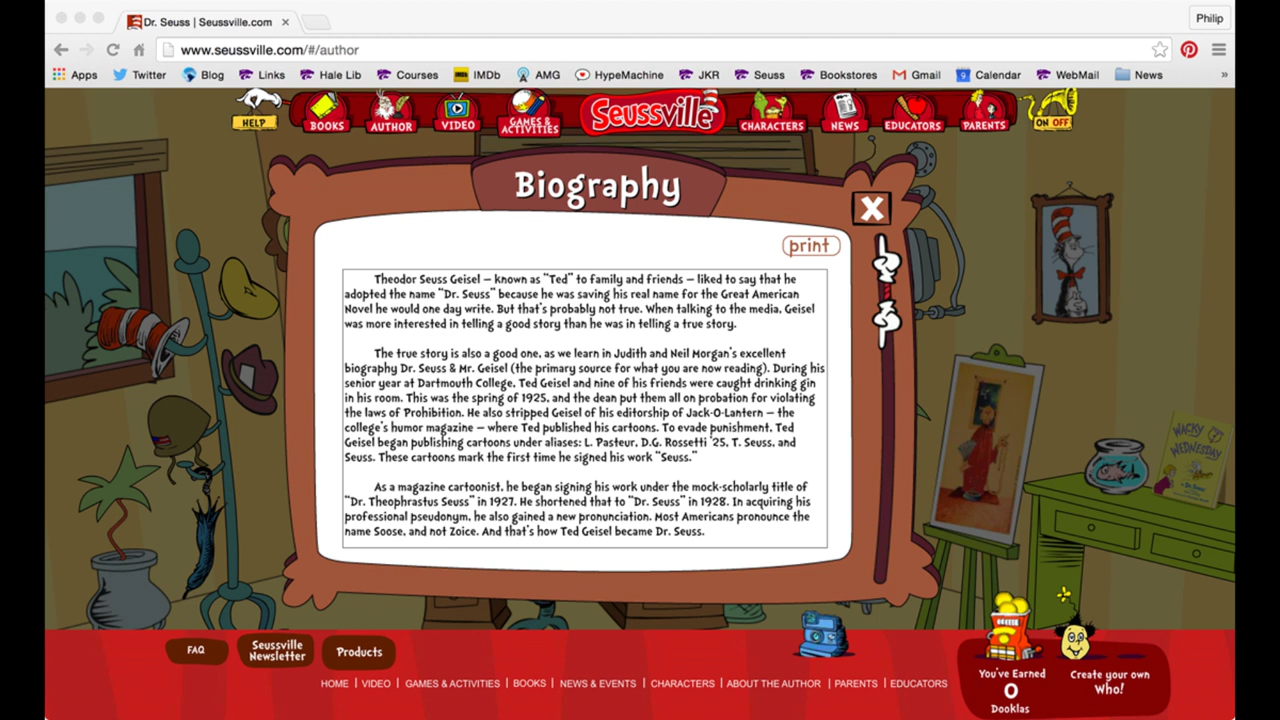 Dr. Seuss | Seussville.com
Philip
www.seussville.com/#/author
Apps Twitter Blog Links Hale Lib Courses IMDb AMG HypeMachine JKR Seuss Bookstores Gmail Calendar WebMail News »
HELP BOOKS AUTHOR VIDEO GAMES & ACTIVITIES Seussville CHARACTERS NEWS EDUCATORS PARENTS ON OFF
Biography
X
print
Theodor Seuss Geisel – known as "Ted" to family and friends – liked to say that he
adopted the name "Dr. Seuss" because he was saving his real name for the Great American
Novel he would one day write. But that's probably not true. When talking to the media, Geisel
was more interested in telling a good story than he was in telling a true story.
The true story is also a good one, as we learn in Judith and Neil Morgan's excellent
biography Dr. Seuss & Mr. Geisel (the primary source for what you are now reading). During his
senior year at Dartmouth College, Ted Geisel and nine of his friends were caught drinking gin
in his room. This was the spring of 1925, and the dean put them all on probation for violating
the laws of Prohibition. He also stripped Geisel of his editorship of Jack-O-Lantern – the
college's humor magazine – where Ted published his cartoons. To evade punishment, Ted
Geisel began publishing cartoons under aliases: L. Pasteur, D.G. Rossetti '25, T. Seuss, and
Seuss. These cartoons mark the first time he signed his work "Seuss."
As a magazine cartoonist, he began signing his work under the mock-scholarly title of
"Dr. Theophrastus Seuss" in 1927. He shortened that to "Dr. Seuss" in 1928. In acquiring his
professional pseudonym, he also gained a new pronunciation. Most Americans pronounce the
name Soose, and not Zoice. And that's how Ted Geisel became Dr. Seuss.
WACKY
WEDNESDAY
FAQ
Seussville
Newsletter
Products
HOME | VIDEO | GAMES & ACTIVITIES | BOOKS | NEWS & EVENTS | CHARACTERS | ABOUT THE AUTHOR | PARENTS | EDUCATORS
You've Earned
0
Dooklas
Create your own
Who!